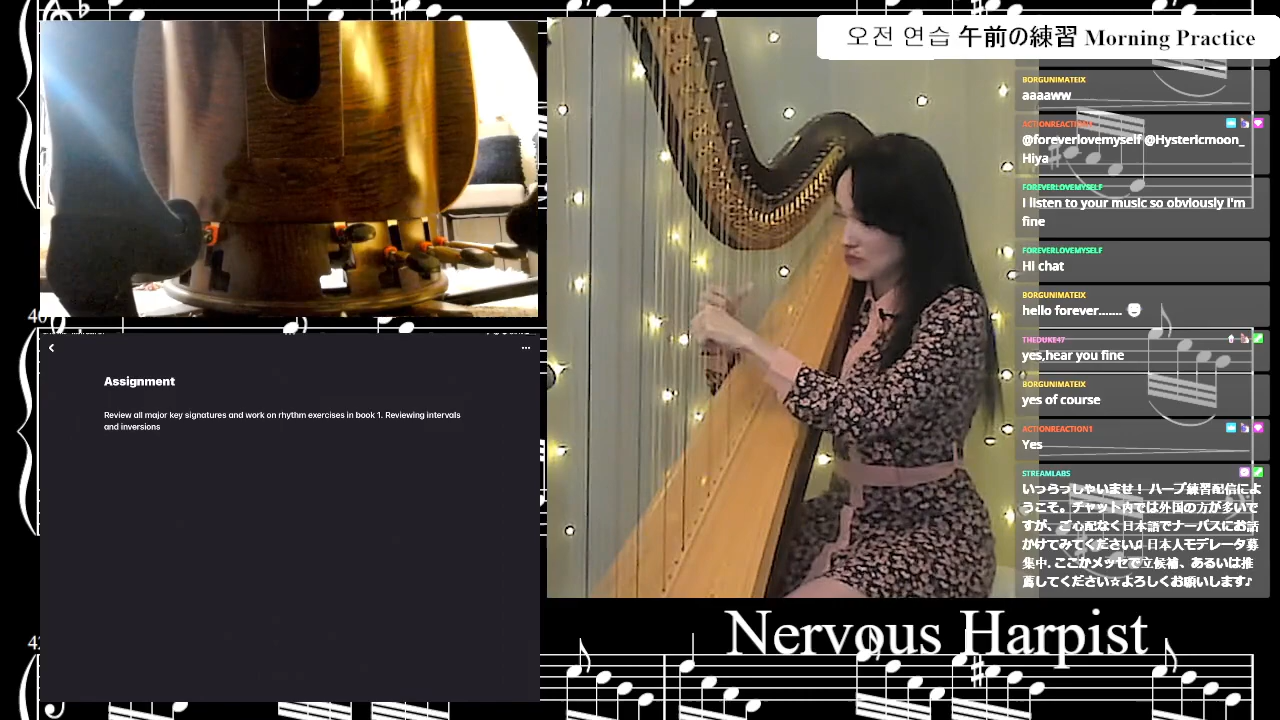 오전 연습 午前の練習 Morning Practice
BORGUNIMATEIX
aaaaww
ACTIONREACTION1
@foreverlovemyself @Hystericmoon_
Hiya
FOREVERLOVEMYSELF
I listen to your music so obviously I'm
fine
FOREVERLOVEMYSELF
Hi chat
BORGUNIMATEIX
hello forever.......
THEDUKE47
yes,hear you fine
BORGUNIMATEIX
yes of course
ACTIONREACTION1
Yes
STREAMLABS
いらっしゃいませ！ ハープ練習配信によ
うこそ。チャット内では外国の方が多いで
すが、ご心配なく日本語でナーバスにお話
かけてみてください♫ 日本人モデレータ募
集中. ここかメッセで立候補、あるいは推
薦してください☆よろしくお願いします♪
Assignment
Review all major key signatures and work on rhythm exercises in book 1. Reviewing intervals
and inversions
Nervous Harpist